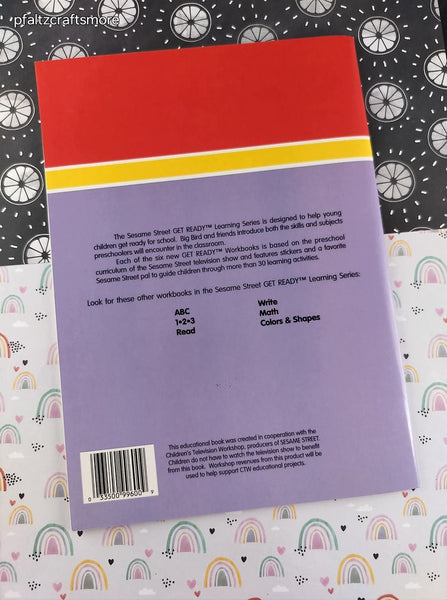 pfaltzcraftsmore
The Sesame Street GET READY™ Learning Series is designed to help young
children get ready for school. Big Bird and friends introduce both the skills and subjects
preschoolers will encounter in the classroom.
Each of the six new GET READY™ Workbooks is based on the preschool
curriculum of the Sesame Street television show and features stickers and a favorite
Sesame Street pal to guide children through more than 30 learning activities.
Look for these other workbooks in the Sesame Street GET READY™ Learning Series:
ABC
1•2•3
Read
Write
Math
Colors & Shapes
This educational book was created in cooperation with the
Children's Television Workshop, producers of SESAME STREET.
Children do not have to watch the television show to benefit
from this book. Workshop revenues from this product will be
used to help support CTW educational projects.
0 33500 99600 9